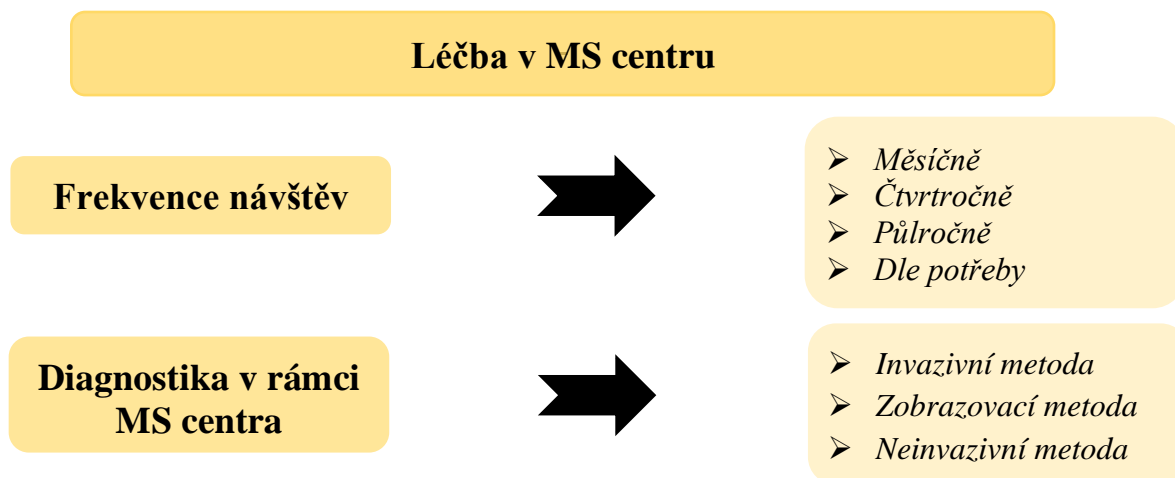 Léčba v MS centru
Frekvence návštěv
➢ Měsíčně
➢ Čtvrtročně
➢ Půlročně
➢ Dle potřeby
Diagnostika v rámci
MS centra
➢ Invazivní metoda
➢ Zobrazovací metoda
➢ Neinvazivní metoda